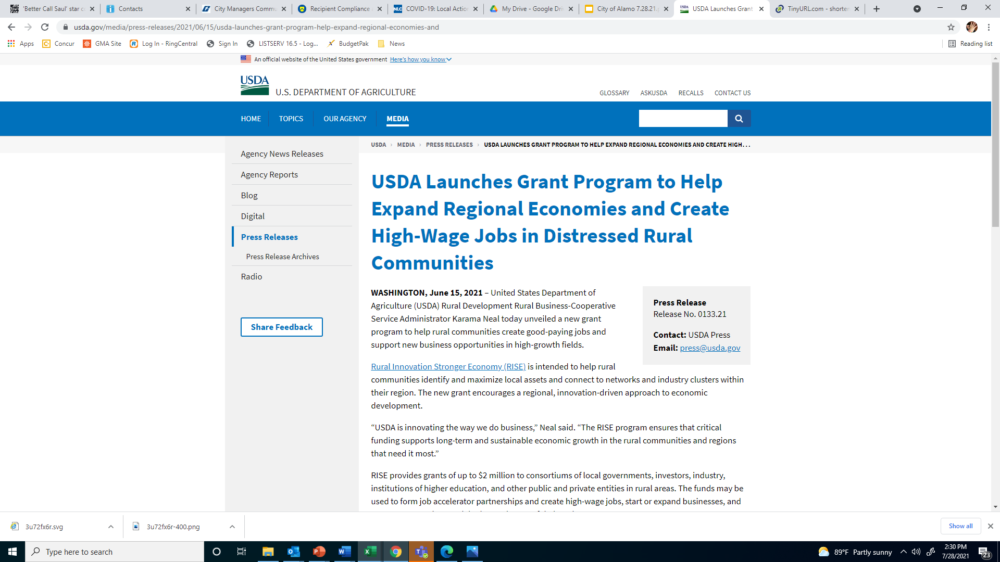 'Better Call Saul' star c
Contacts
City Managers Commu
Recipient Compliance
NLC
COVID-19: Local Action
My Drive - Google Dri
City of Alamo 7.28.21.p
USDA Launches Grant
TinyURL.com - shorten
usda.gov/media/press-releases/2021/06/15/usda-launches-grant-program-help-expand-regional-economies-and
Apps
Concur
GMA Site
Log In - RingCentral
Sign In
LISTSERV 16.5 - Log...
BudgetPak
News
Reading list
An official website of the United States government Here's how you know
USDA
U.S. DEPARTMENT OF AGRICULTURE
GLOSSARY
ASKUSDA
RECALLS
CONTACT US
HOME
TOPICS
OUR AGENCY
MEDIA
USDA › MEDIA › PRESS RELEASES › USDA LAUNCHES GRANT PROGRAM TO HELP EXPAND REGIONAL ECONOMIES AND CREATE HIGH...
Agency News Releases
Agency Reports
Blog
Digital
Press Releases
Press Release Archives
Radio
Share Feedback
USDA Launches Grant Program to Help
Expand Regional Economies and Create
High-Wage Jobs in Distressed Rural
Communities
WASHINGTON, June 15, 2021 – United States Department of
Agriculture (USDA) Rural Development Rural Business-Cooperative
Service Administrator Karama Neal today unveiled a new grant
program to help rural communities create good-paying jobs and
support new business opportunities in high-growth fields.
Press Release
Release No. 0133.21
Contact: USDA Press
Email: press@usda.gov
Rural Innovation Stronger Economy (RISE) is intended to help rural
communities identify and maximize local assets and connect to networks and industry clusters within
their region. The new grant encourages a regional, innovation-driven approach to economic
development.
“USDA is innovating the way we do business,” Neal said. “The RISE program ensures that critical
funding supports long-term and sustainable economic growth in the rural communities and regions
that need it most.”
RISE provides grants of up to $2 million to consortiums of local governments, investors, industry,
institutions of higher education, and other public and private entities in rural areas. The funds may be
used to form job accelerator partnerships and create high-wage jobs, start or expand businesses, and
3u72fx6r.svg
3u72fx6r-400.png
Show all
Type here to search
89°F Partly sunny
2:30 PM
7/28/2021
23